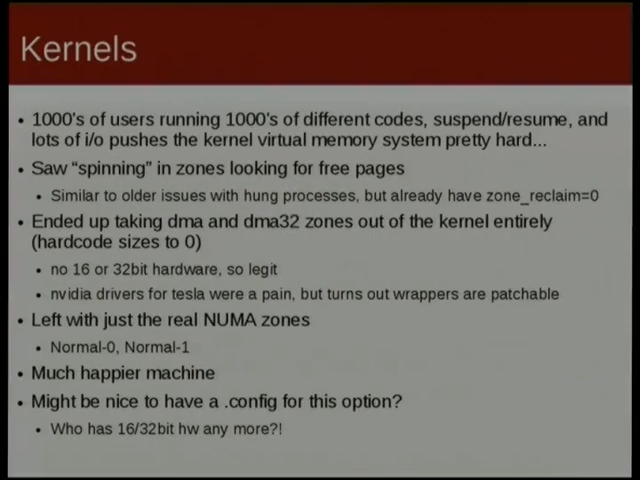 Kernels
• 1000's of users running 1000's of different codes, suspend/resume, and
lots of i/o pushes the kernel virtual memory system pretty hard...
• Saw “spinning” in zones looking for free pages
• Similar to older issues with hung processes, but already have zone_reclaim=0
• Ended up taking dma and dma32 zones out of the kernel entirely
(hardcode sizes to 0)
• no 16 or 32bit hardware, so legit
• nvidia drivers for tesla were a pain, but turns out wrappers are patchable
• Left with just the real NUMA zones
• Normal-0, Normal-1
• Much happier machine
• Might be nice to have a .config for this option?
• Who has 16/32bit hw any more?!